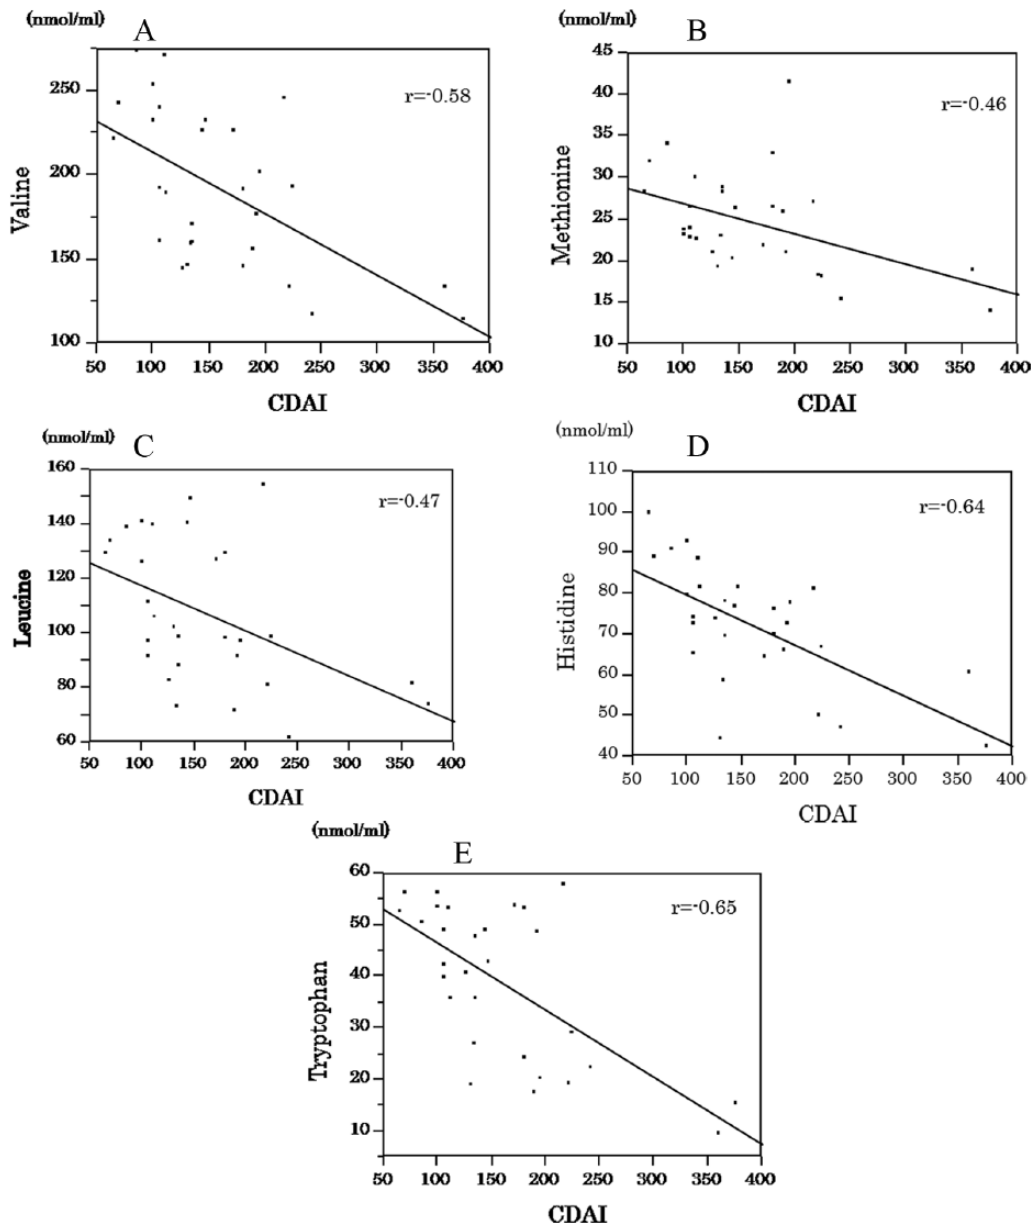 (nmol/ml) A
Valine
250
200
150
100
r=-0.58
50 100 150 200 250 300 350 400
CDAI
(nmol/ml) B
Methionine
45
40
35
30
25
20
15
10
r=-0.46
50 100 150 200 250 300 350 400
CDAI
(nmol/ml) C
Leucine
160
140
120
100
80
60
r=-0.47
50 100 150 200 250 300 350 400
CDAI
(nmol/ml) D
Histidine
110
100
90
80
70
60
50
40
r=-0.64
50 100 150 200 250 300 350 400
CDAI
(nmol/ml) E
Tryptophan
60
50
40
30
20
10
r=-0.65
50 100 150 200 250 300 350 400
CDAI